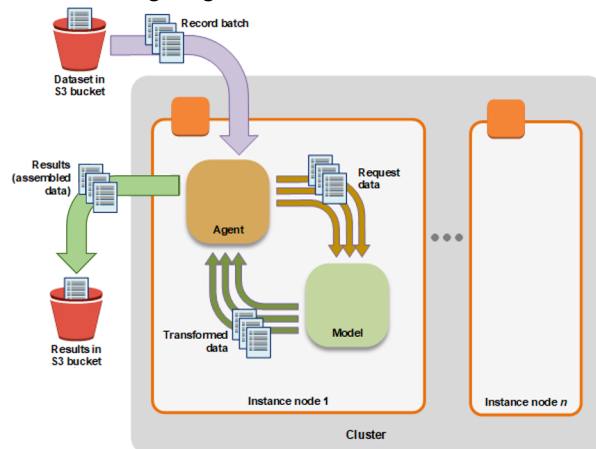 Record batch
Dataset in
S3 bucket
Results
(assembled
data)
Request
data
Agent
Model
Transformed
data
Results in
S3 bucket
Instance node 1
Instance node n
Cluster